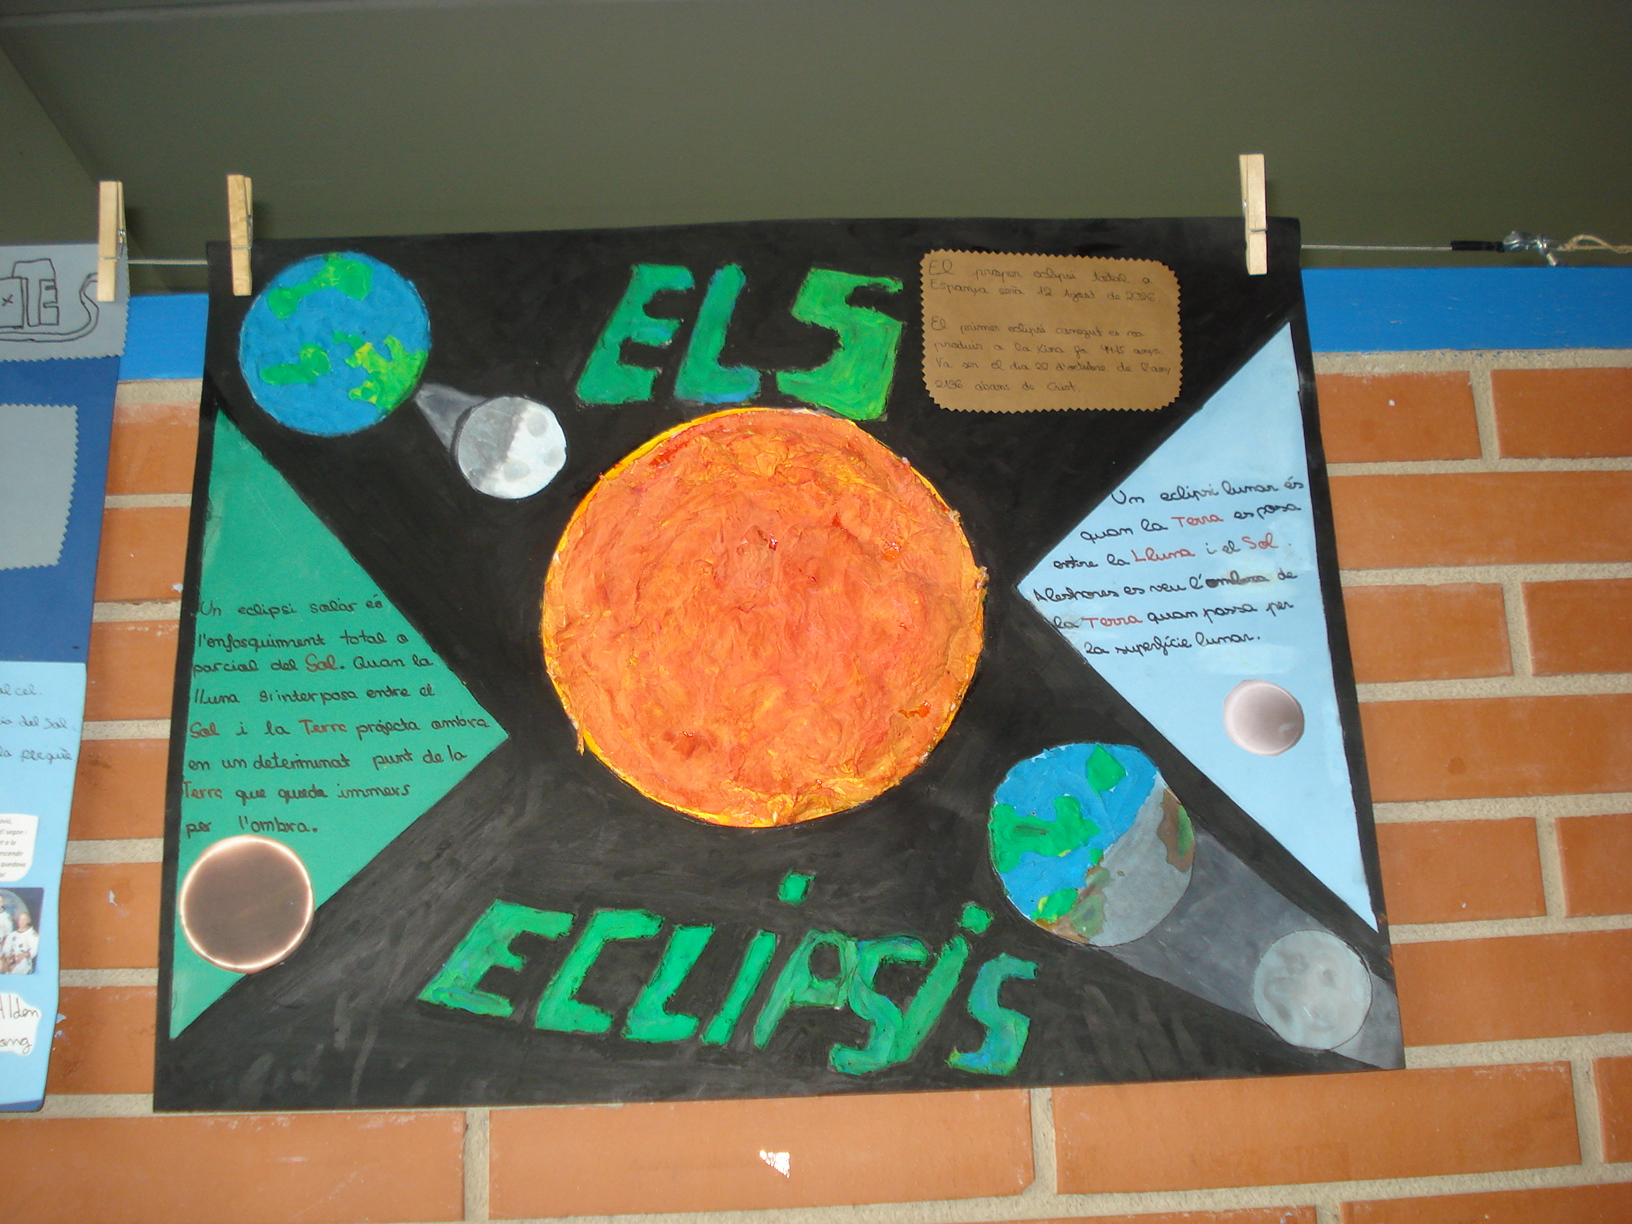 ELS
El proper eclipsi total a
Espanya serà 12 Agost de 2026.
El primer eclipsi conegut es va
produir a la Xina fa 4415 anys.
Va ser el dia 22 d'octubre de l'any
2136 abans de Crist.
Un eclipsi lunar és
quan la Terra es posa
entre la Lluna i el Sol.
Aleshores es veu l'ombra de
la Terra quan passa per
la superfície lunar.
Un eclipsi solar és
l'enfosquiment total o
parcial del Sol. Quan la
lluna s'interposa entre el
Sol i la Terra projecta ombra
en un determinat punt de la
Terra que queda immers
per l'ombra.
ECLIPSIS
al cel.
del Sol.
la perquè
Alden